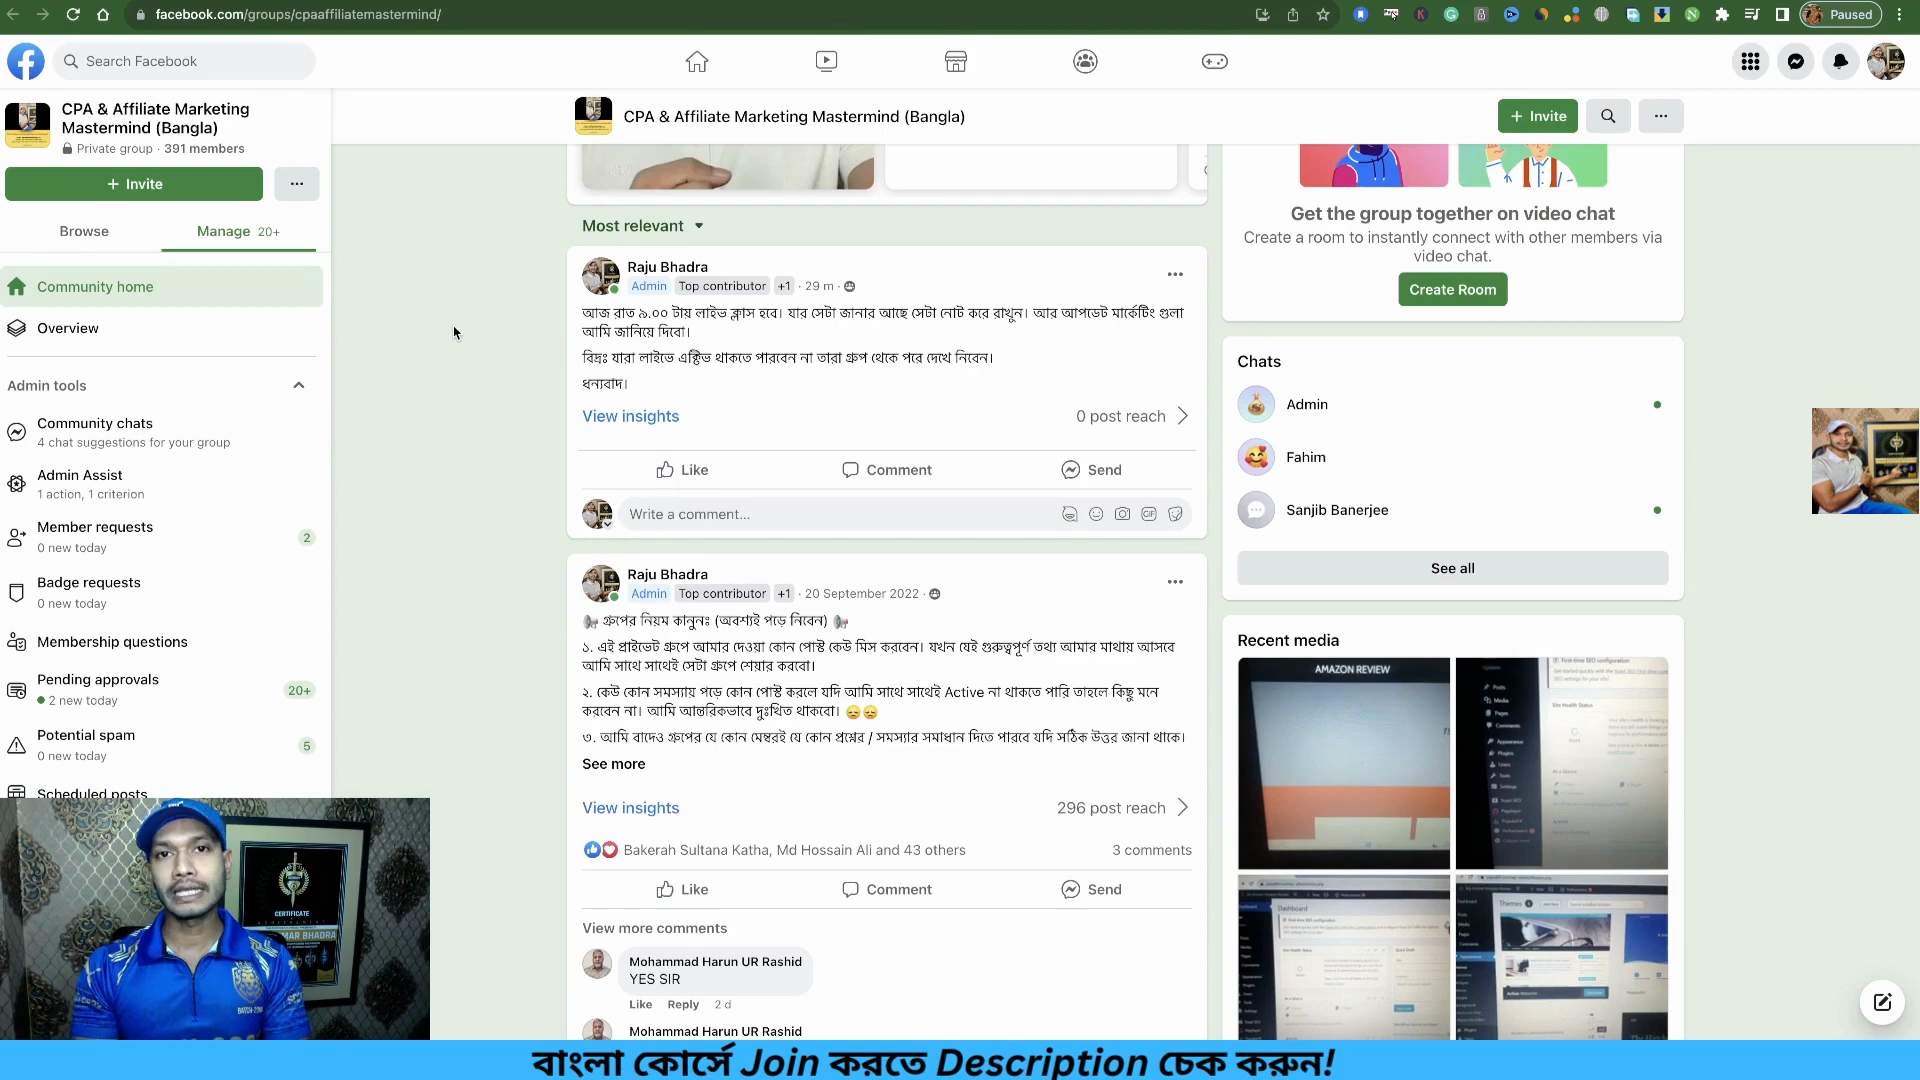 facebook.com/groups/cpaaffiliatemastermind/
Paused
Search Facebook
CPA & Affiliate Marketing
Mastermind (Bangla)
Private group · 391 members
+ Invite
Browse
Manage 20+
Community home
Overview
Admin tools
Community chats
4 chat suggestions for your group
Admin Assist
1 action, 1 criterion
Member requests
0 new today
2
Badge requests
0 new today
Membership questions
Pending approvals
2 new today
20+
Potential spam
0 new today
5
Scheduled posts
CPA & Affiliate Marketing Mastermind (Bangla)
+ Invite
Most relevant
Raju Bhadra
Admin Top contributor +1 · 29 m ·
আজ রাত ৯.০০ টায় লাইভ ক্লাস হবে। যার সেটা জানার আছে সেটা নোট করে রাখুন। আর আপডেট মার্কেটিং গুলা
আমি জানিয়ে দিবো।
বিদ্রঃ যারা লাইভে এক্টিভ থাকতে পারবেন না তারা গ্রুপ থেকে পরে দেখে নিবেন।
ধন্যবাদ।
View insights
0 post reach
Like
Comment
Send
Write a comment...
Raju Bhadra
Admin Top contributor +1 · 20 September 2022 ·
গ্রুপের নিয়ম কানুনঃ (অবশ্যই পড়ে নিবেন)
১. এই প্রাইভেট গ্রুপে আমার দেওয়া কোন পোস্ট কেউ মিস করবেন। যখন যেই গুরুত্বপূর্ণ তথ্য আমার মাথায় আসবে
আমি সাথে সাথেই সেটা গ্রুপে শেয়ার করবো।
২. কেউ কোন সমস্যায় পড়ে কোন পোস্ট করলে যদি আমি সাথে সাথেই Active না থাকতে পারি তাহলে কিছু মনে
করবেন না। আমি আন্তরিকভাবে দুঃখিত থাকবো। 😔😔
৩. আমি বাদেও গ্রুপের যে কোন মেম্বরই যে কোন প্রশ্নের / সমস্যার সমাধান দিতে পারবে যদি সঠিক উত্তর জানা থাকে।
See more
View insights
296 post reach
Bakerah Sultana Katha, Md Hossain Ali and 43 others
3 comments
Like
Comment
Send
View more comments
Mohammad Harun UR Rashid
YES SIR
Like Reply 2 d
Mohammad Harun UR Rashid
Get the group together on video chat
Create a room to instantly connect with other members via
video chat.
Create Room
Chats
Admin
Fahim
Sanjib Banerjee
See all
Recent media
AMAZON REVIEW
Dashboard
Themes
CERTIFICATE
MAR BHADRA
বাংলা কোর্সে Join করতে Description চেক করুন!